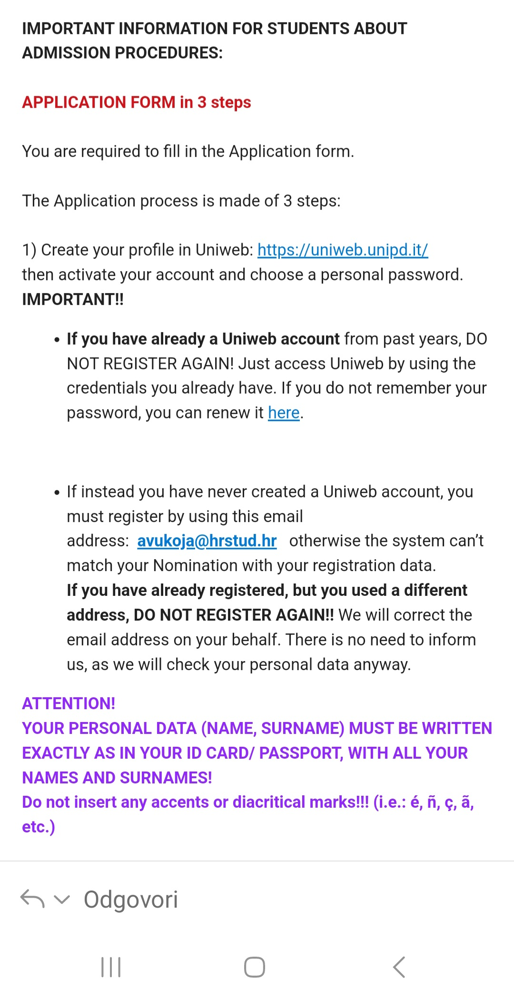 IMPORTANT INFORMATION FOR STUDENTS ABOUT
ADMISSION PROCEDURES:
APPLICATION FORM in 3 steps
You are required to fill in the Application form.
The Application process is made of 3 steps:
1) Create your profile in Uniweb: https://uniweb.unipd.it/
then activate your account and choose a personal password.
IMPORTANT!!
• If you have already a Uniweb account from past years, DO
NOT REGISTER AGAIN! Just access Uniweb by using the
credentials you already have. If you do not remember your
password, you can renew it here.
• If instead you have never created a Uniweb account, you
must register by using this email
address: avukoja@hrstud.hr otherwise the system can’t
match your Nomination with your registration data.
If you have already registered, but you used a different
address, DO NOT REGISTER AGAIN!! We will correct the
email address on your behalf. There is no need to inform
us, as we will check your personal data anyway.
ATTENTION!
YOUR PERSONAL DATA (NAME, SURNAME) MUST BE WRITTEN
EXACTLY AS IN YOUR ID CARD/ PASSPORT, WITH ALL YOUR
NAMES AND SURNAMES!
Do not insert any accents or diacritical marks!!! (i.e.: é, ñ, ç, ã,
etc.)
Odgovori